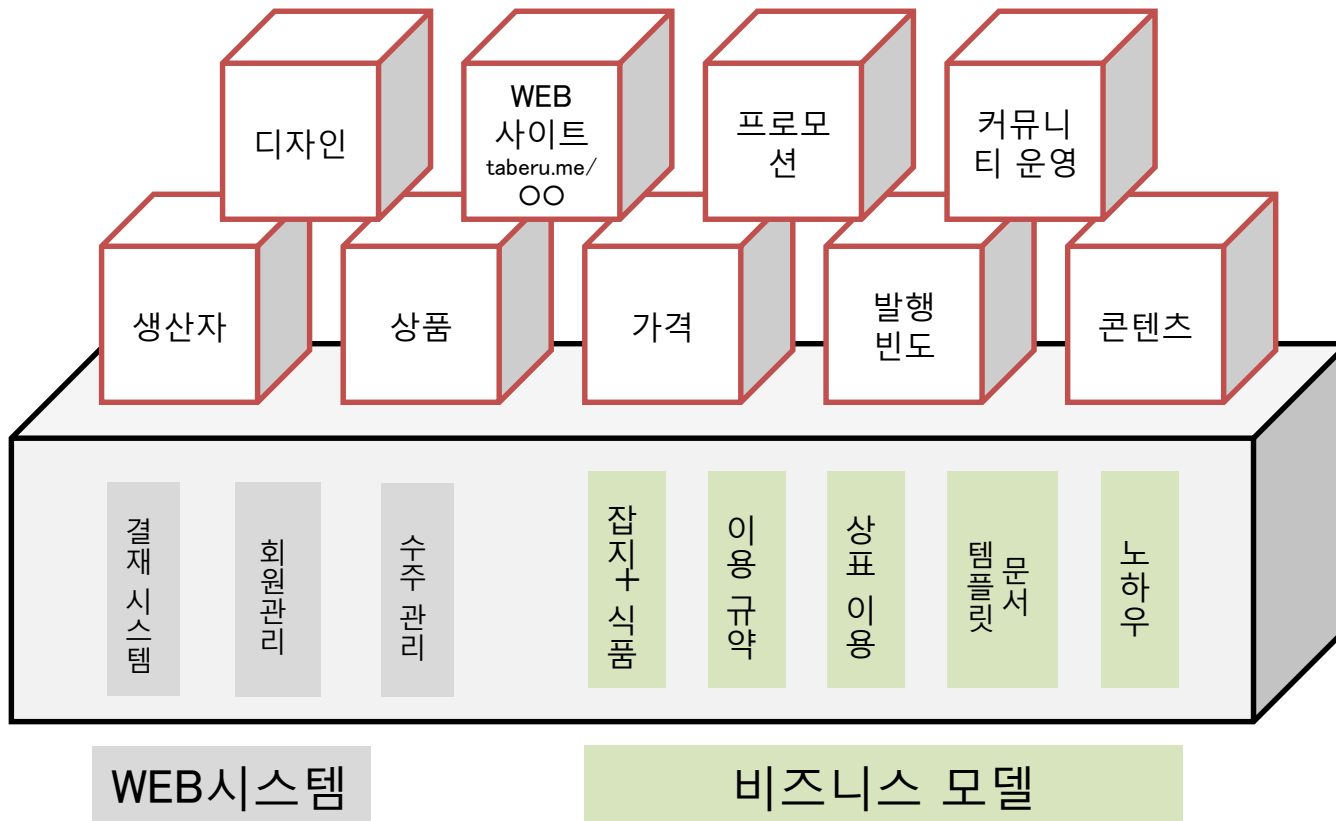 디자인
WEB
사이트
taberu.me/
〇〇
프로모
션
커뮤니
티 운영
생산자
상품
가격
발행
빈도
콘텐츠
결재 시스템
회원관리
수주 관리
잡지+ 식품
이용 규약
상표 이용
문서
템플릿
노하우
WEB시스템
비즈니스 모델